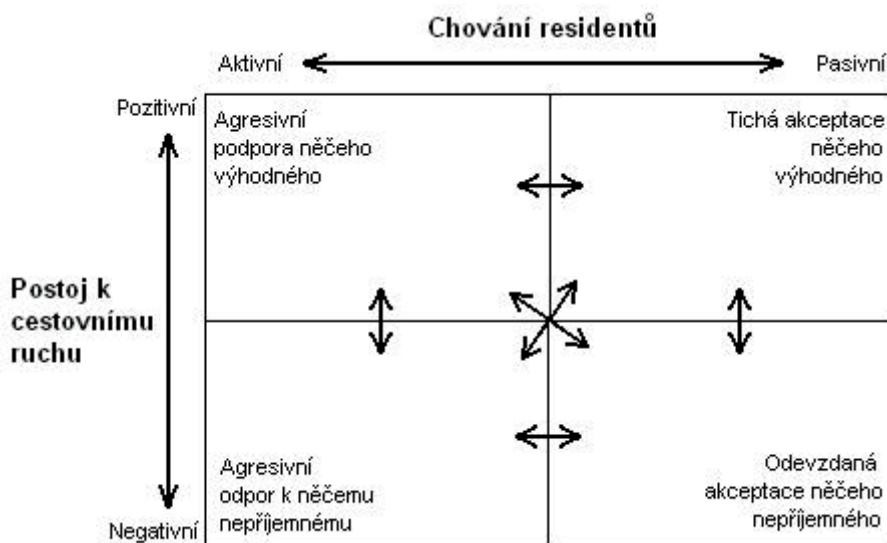 Chování residentů
Aktivní
Pasivní
Pozitivní
Agresivní
podpora něčeho
výhodného
Tichá akceptace
něčeho
výhodného
Postoj k
cestovnímu
ruchu
Agresivní
odpor k něčemu
nepříjemnému
Odevzdaná
akceptace něčeho
nepříjemného
Negativní